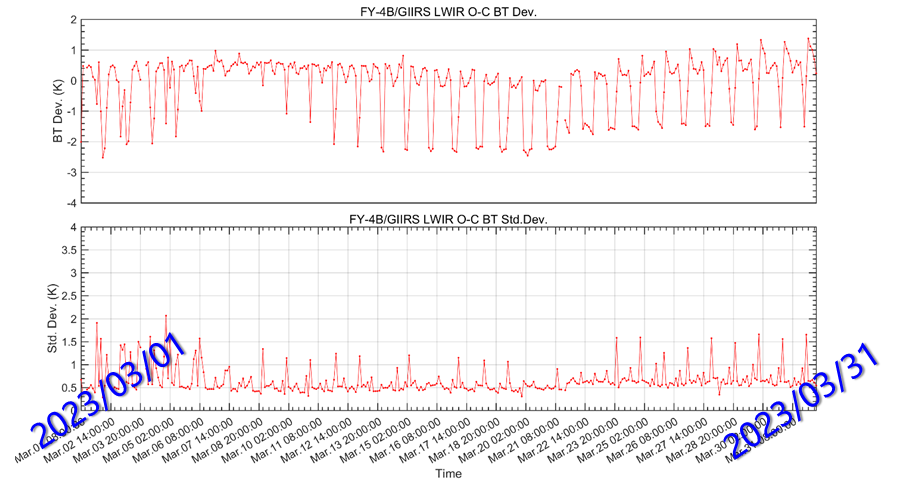 FY-4B/GIIRS LWIR O-C BT Dev.
2
1
0
-1
-2
-3
-4
BT Dev. (K)
FY-4B/GIIRS LWIR O-C BT Std.Dev.
4
3.5
3
2.5
2
1.5
1
0.5
0
Std. Dev. (K)
2023/03/01
2023/03/31
Mar.02 14:00:00
Mar.03 20:00:00
Mar.05 02:00:00
Mar.06 08:00:00
Mar.07 14:00:00
Mar.08 20:00:00
Mar.10 02:00:00
Mar.11 08:00:00
Mar.12 14:00:00
Mar.13 20:00:00
Mar.15 02:00:00
Mar.16 08:00:00
Mar.17 14:00:00
Mar.18 20:00:00
Mar.20 02:00:00
Mar.21 08:00:00
Mar.22 14:00:00
Mar.23 20:00:00
Mar.25 02:00:00
Mar.26 08:00:00
Mar.27 14:00:00
Mar.28 20:00:00
Time